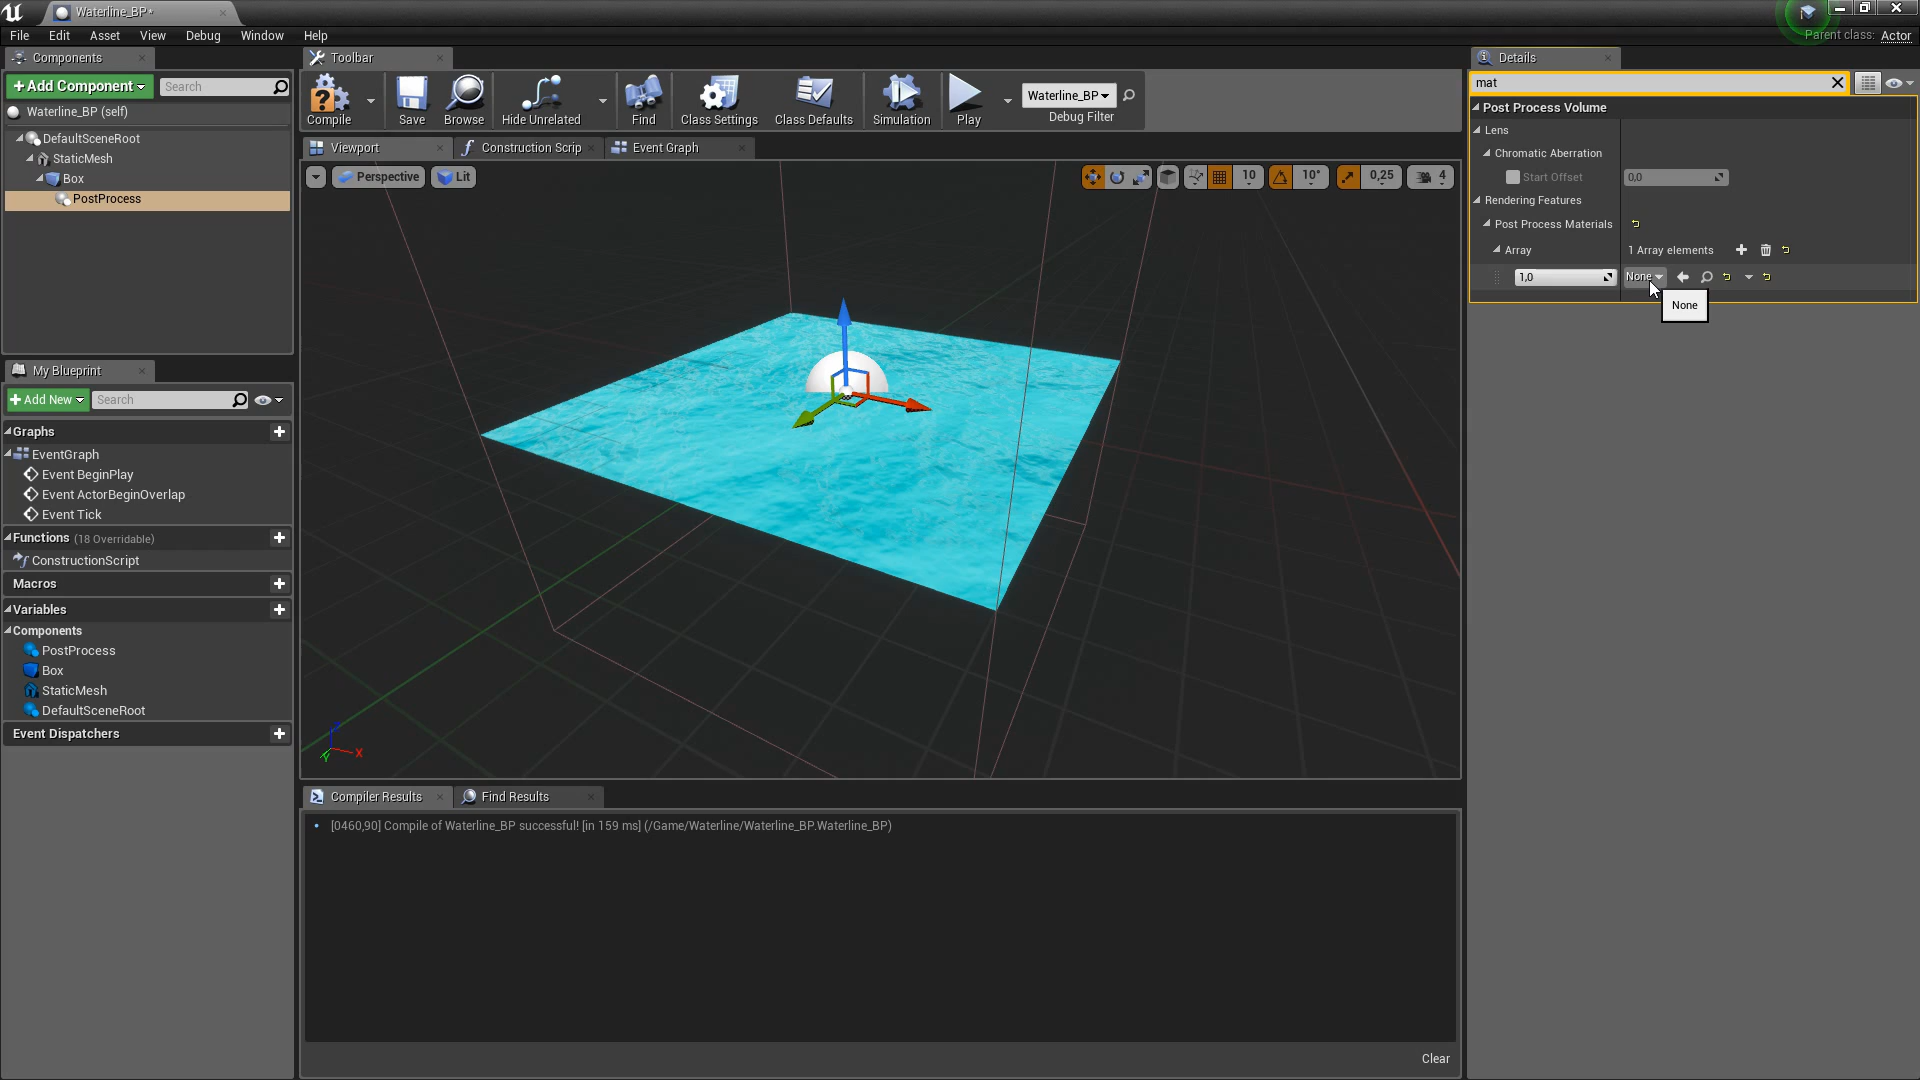 Waterline_BP*
File Edit Asset View Debug Window Help
Parent class: Actor
Components
+Add Component
Search
Waterline_BP (self)
DefaultSceneRoot
StaticMesh
Box
PostProcess
My Blueprint
+Add New
Search
Graphs
EventGraph
Event BeginPlay
Event ActorBeginOverlap
Event Tick
Functions (18 Overridable)
ConstructionScript
Macros
Variables
Components
PostProcess
Box
StaticMesh
DefaultSceneRoot
Event Dispatchers
Toolbar
Compile Save Browse Hide Unrelated Find Class Settings Class Defaults Simulation Play
Waterline_BP
Debug Filter
Viewport Construction Scrip Event Graph
Perspective Lit
10 10° 0,25 4
Z
X
Y
Compiler Results Find Results
[0460,90] Compile of Waterline_BP successful! [in 159 ms] (/Game/Waterline/Waterline_BP.Waterline_BP)
Clear
Details
mat
Post Process Volume
Lens
Chromatic Aberration
Start Offset 0,0
Rendering Features
Post Process Materials
Array 1 Array elements
1,0 None
None